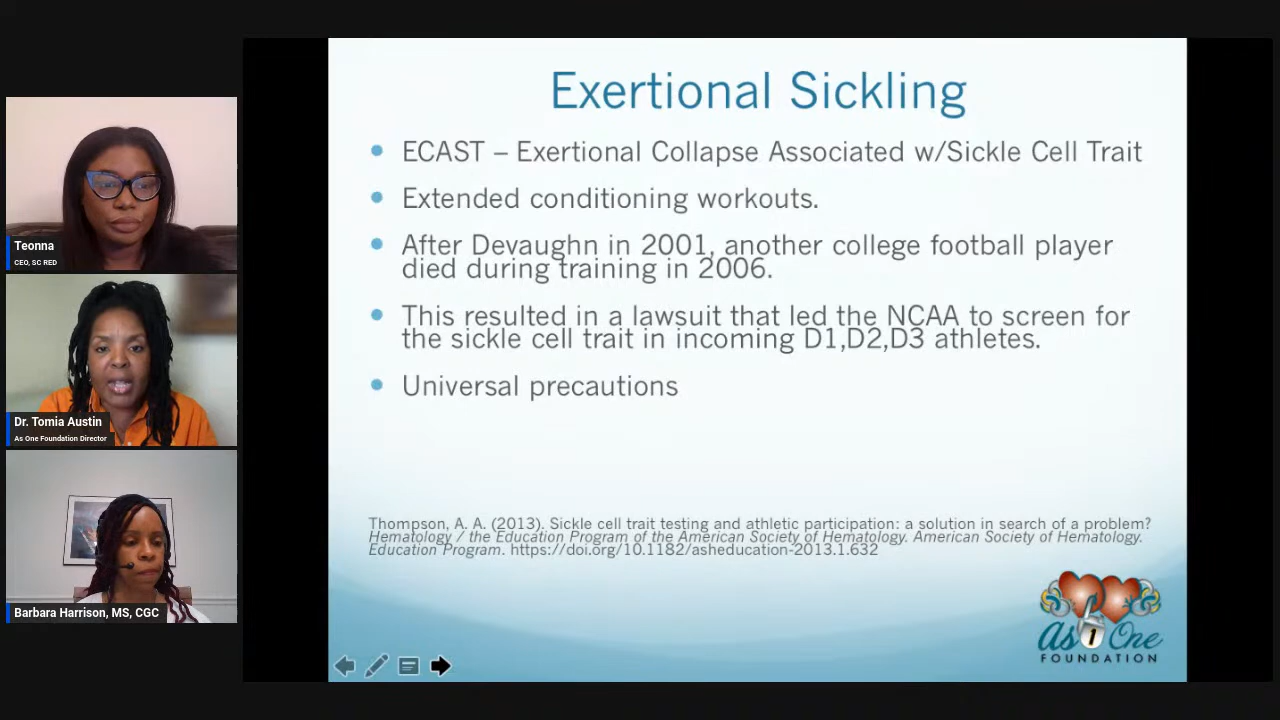 Teonna
CEO, SC RED
Dr. Tomia Austin
As One Foundation Director
Barbara Harrison, MS, CGC
Exertional Sickling
• ECAST – Exertional Collapse Associated w/Sickle Cell Trait
• Extended conditioning workouts.
• After Devaughn in 2001, another college football player
died during training in 2006.
• This resulted in a lawsuit that led the NCAA to screen for
the sickle cell trait in incoming D1,D2,D3 athletes.
• Universal precautions
Thompson, A. A. (2013). Sickle cell trait testing and athletic participation: a solution in search of a problem?
Hematology / the Education Program of the American Society of Hematology. American Society of Hematology.
Education Program. https://doi.org/10.1182/asheducation-2013.1.632
As 1 One
FOUNDATION